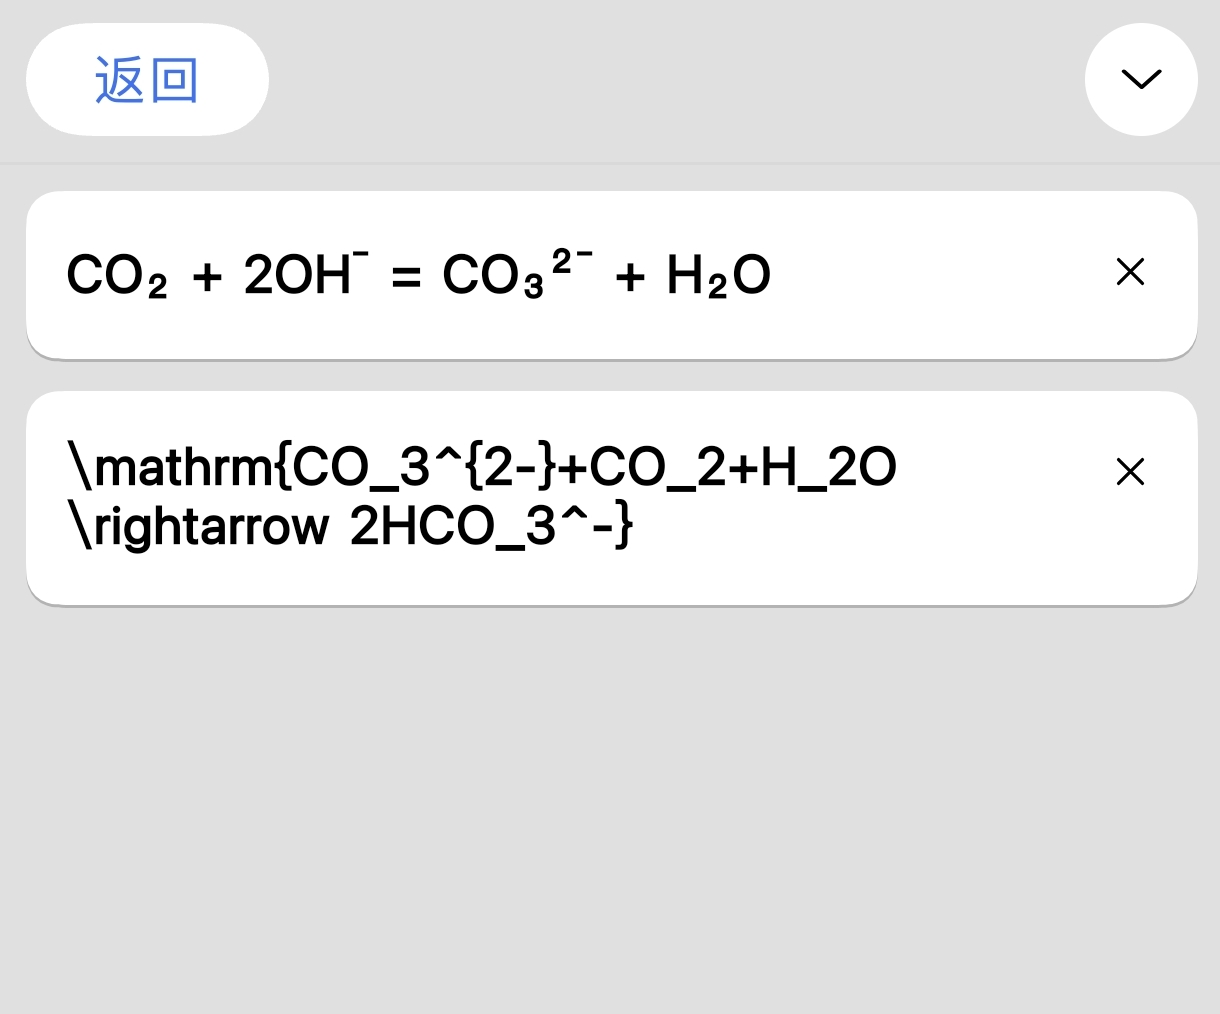 返回
CO₂ + 2OH⁻ = CO₃²⁻ + H₂O
\mathrm{CO_3^{2-}+CO_2+H_2O
\rightarrow 2HCO_3^-}